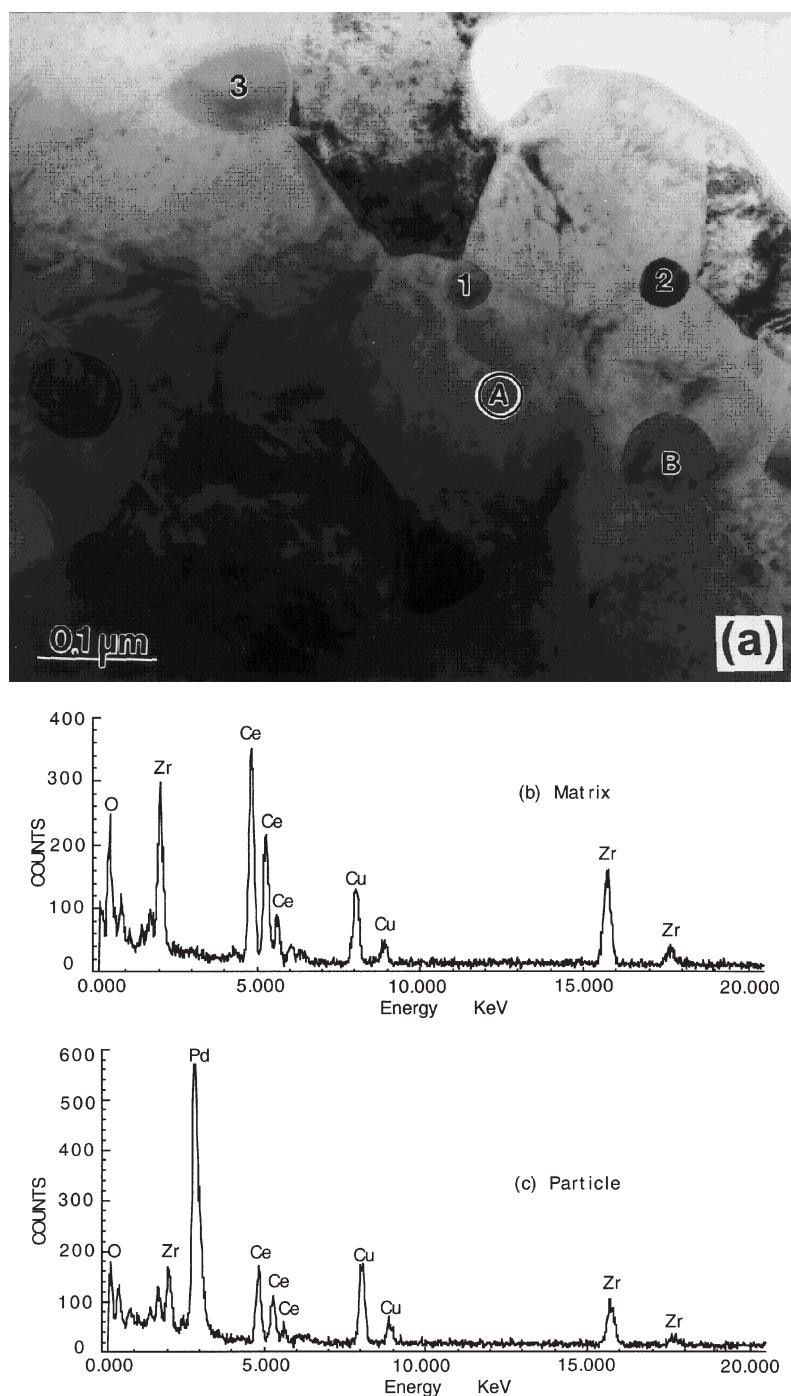 3
1
2
A
B
0.1 μm
(a)
400
300
200
100
0
COUNTS
O
Zr
Ce
Ce
Ce
Cu
Cu
Zr
Zr
(b) Matrix
0.000
5.000
10.000
15.000
20.000
Energy KeV
600
500
400
300
200
100
0
COUNTS
O
Zr
Pd
Ce
Ce
Ce
Cu
Cu
Zr
Zr
(c) Particle
0.000
5.000
10.000
15.000
20.000
Energy KeV